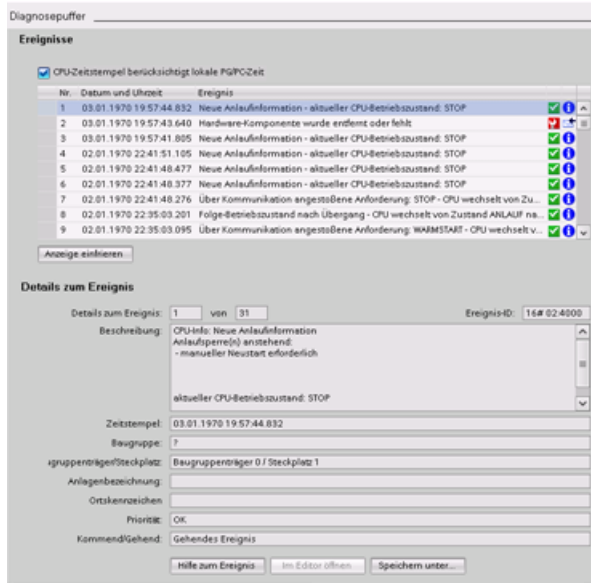 Diagnosepuffer
Ereignisse
CPU-Zeitstempel berücksichtigt lokale PG/PC-Zeit
Nr. Datum und Uhrzeit Ereignis
1 03.01.1970 19:57:44.832 Neue Anlaufinformation - aktueller CPU-Betriebszustand: STOP
2 03.01.1970 19:57:43.640 Hardware-Komponente wurde entfernt oder fehlt
3 03.01.1970 19:57:41.805 Neue Anlaufinformation - aktueller CPU-Betriebszustand: STOP
4 02.01.1970 22:41:51.105 Neue Anlaufinformation - aktueller CPU-Betriebszustand: STOP
5 02.01.1970 22:41:48.477 Neue Anlaufinformation - aktueller CPU-Betriebszustand: STOP
6 02.01.1970 22:41:48.377 Neue Anlaufinformation - aktueller CPU-Betriebszustand: STOP
7 02.01.1970 22:41:48.276 Über Kommunikation angestoßene Anforderung: STOP - CPU wechselt von Zu...
8 02.01.1970 22:35:03.201 Folge-Betriebszustand nach Übergang - CPU wechselt von Zustand ANLAUF na...
9 02.01.1970 22:35:03.095 Über Kommunikation angestoßene Anforderung: WARMSTART - CPU wechselt v...
Anzeige einfrieren
Details zum Ereignis
Details zum Ereignis: 1 von 31 Ereignis-ID: 16# 02:4000
Beschreibung: CPU-Info: Neue Anlaufinformation
Anlaufsperre(n) anstehend:
- manueller Neustart erforderlich
aktueller CPU-Betriebszustand: STOP
Zeitstempel: 03.01.1970 19:57:44.832
Baugruppe: ?
ıgruppenträger/Steckplatz: Baugruppenträger 0 / Steckplatz 1
Anlagenbezeichnung:
Ortskennzeichen
Priorität: OK
Kommend/Gehend: Gehendes Ereignis
Hilfe zum Ereignis Im Editor öffnen Speichern unter...